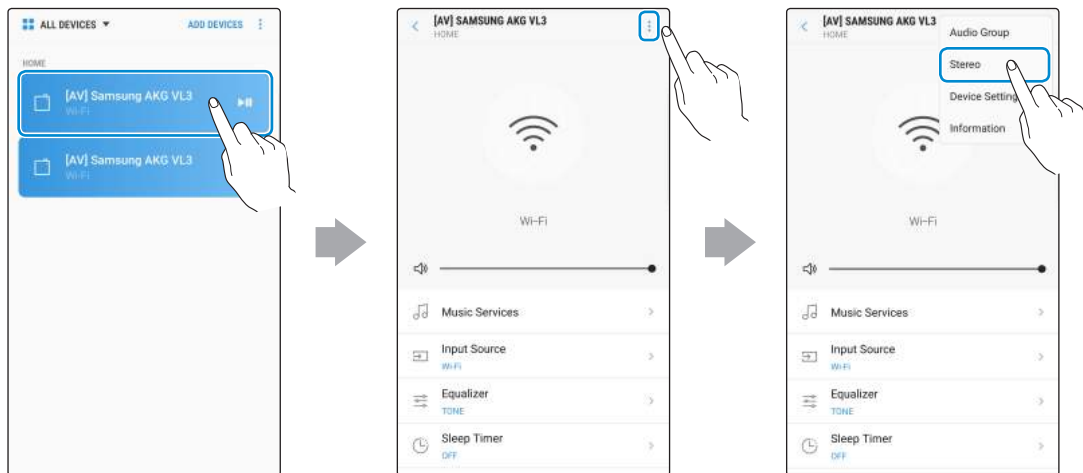 ALL DEVICES
ADD DEVICES
HOME
[AV] Samsung AKG VL3
Wi-Fi
[AV] Samsung AKG VL3
Wi-Fi
[AV] SAMSUNG AKG VL3
HOME
Wi-Fi
Music Services
Input Source
Wi-Fi
Equalizer
TONE
Sleep Timer
OFF
[AV] SAMSUNG AKG VL3
HOME
Audio Group
Stereo
Device Setting
Information
Wi-Fi
Music Services
Input Source
Wi-Fi
Equalizer
TONE
Sleep Timer
OFF